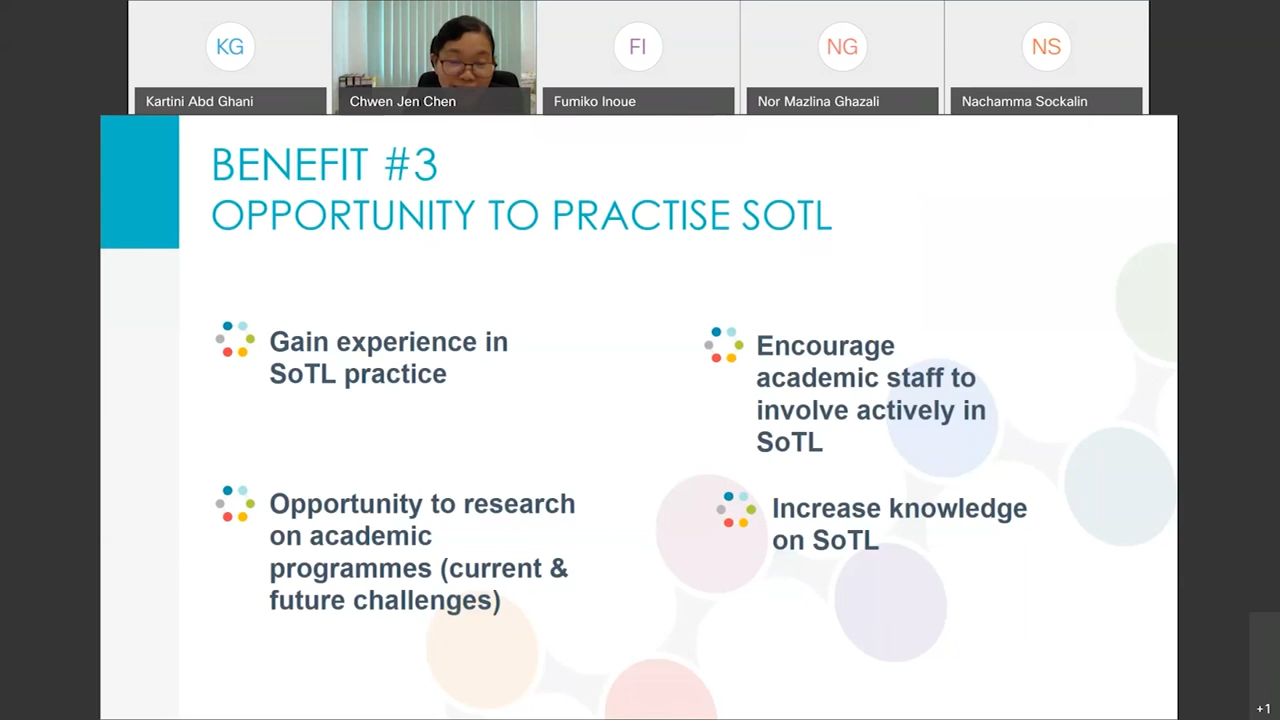 KG
FI
NG
NS
Kartini Abd Ghani
Chwen Jen Chen
Fumiko Inoue
Nor Mazlina Ghazali
Nachamma Sockalin
BENEFIT #3
OPPORTUNITY TO PRACTISE SOTL
Gain experience in
SoTL practice
Encourage
academic staff to
involve actively in
SoTL
Opportunity to research
on academic
programmes (current &
future challenges)
Increase knowledge
on SoTL
+1